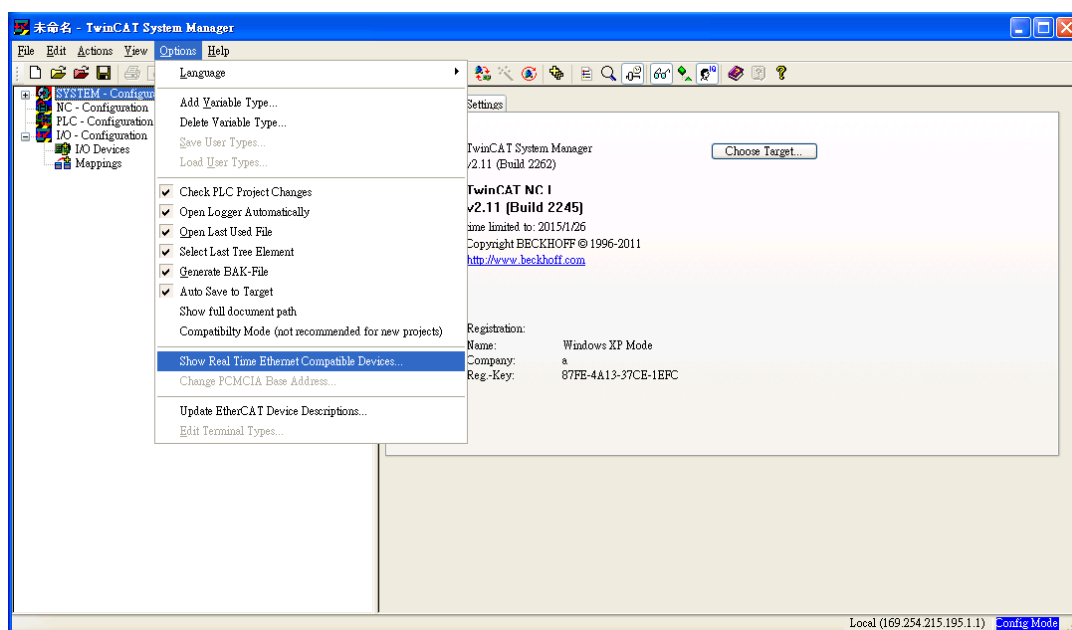 未命名 - TwinCAT System Manager
File Edit Actions View Options Help
Language
Add Variable Type...
Delete Variable Type...
Save User Types...
Load User Types...
Check PLC Project Changes
Open Logger Automatically
Open Last Used File
Select Last Tree Element
Generate BAK-File
Auto Save to Target
Show full document path
Compatibilty Mode (not recommended for new projects)
Show Real Time Ethernet Compatible Devices...
Change PCMCIA Base Address...
Update EtherCAT Device Descriptions...
Edit Terminal Types...
SYSTEM - Configura
NC - Configuration
PLC - Configuration
I/O - Configuration
I/O Devices
Mappings
Settings
TwinCAT System Manager
v2.11 (Build 2262)
Choose Target...
TwinCAT NC I
v2.11 (Build 2245)
time limited to: 2015/1/26
Copyright BECKHOFF © 1996-2011
http://www.beckhoff.com
Registration:
Name: Windows XP Mode
Company: a
Reg.-Key: 87FE-4A13-37CE-1EFC
Local (169.254.215.195.1.1) Config Mode